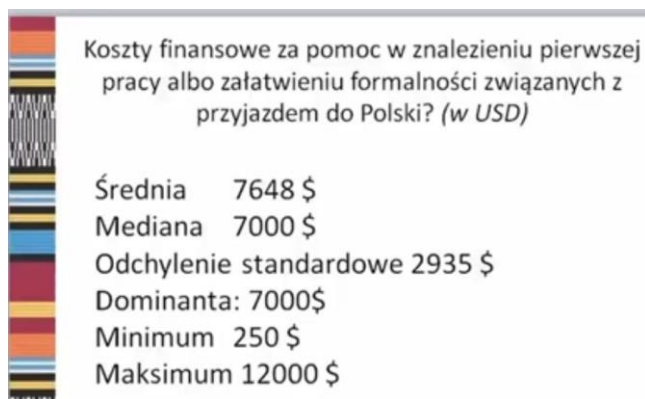 Koszty finansowe za pomoc w znalezieniu pierwszej
pracy albo załatwieniu formalności związanych z
przyjazdem do Polski? (w USD)
Średnia 7648 $
Mediana 7000 $
Odchylenie standardowe 2935 $
Dominanta: 7000$
Minimum 250 $
Maksimum 12000 $